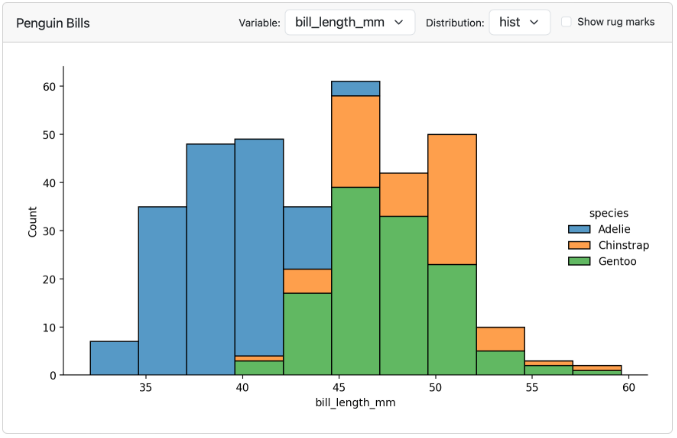 Penguin Bills Variable: bill_length_mm Distribution: hist Show rug marks
60
50
40
30
20
10
0
Count
35 40 45 50 55 60
bill_length_mm
species
Adelie
Chinstrap
Gentoo